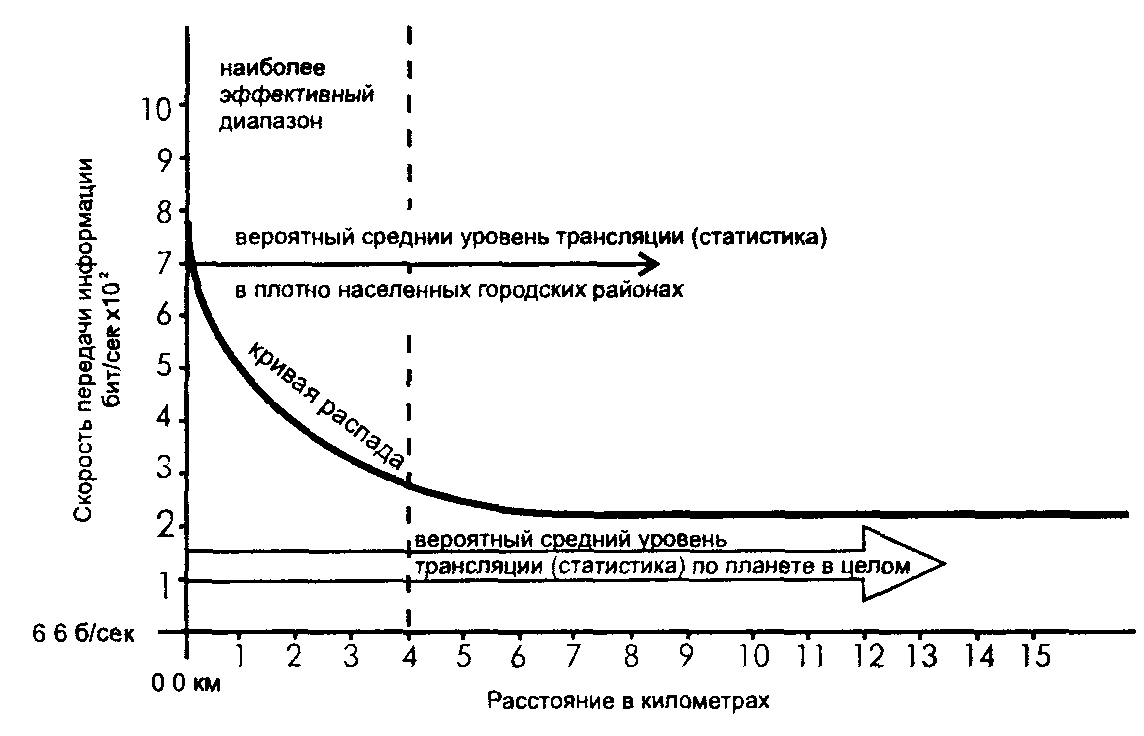 наиболее
эффективный
диапазон
10
9
8
7
6
5
4
3
2
1
Скорость передачи информации
бит/сек x10²
вероятный среднии уровень трансляции (статистика)
в плотно населенных городских районах
кривая распада
вероятный средний уровень
трансляции (статистика) по планете в целом
6 6 б/сек
1 2 3 4 5 6 7 8 9 10 11 12 13 14 15
0 0 км
Расстояние в километрах